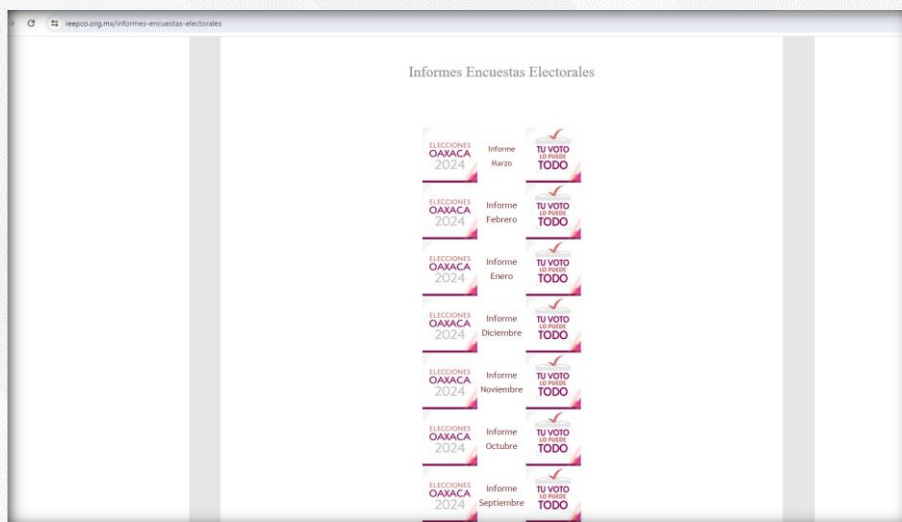 ieepco.org.mx/informes-encuestas-electorales
Informes Encuestas Electorales
ELECCIONES
OAXACA
2024
Informe
Marzo
TU VOTO
LO PUEDE
TODO
ELECCIONES
OAXACA
2024
Informe
Febrero
TU VOTO
LO PUEDE
TODO
ELECCIONES
OAXACA
2024
Informe
Enero
TU VOTO
LO PUEDE
TODO
ELECCIONES
OAXACA
2024
Informe
Diciembre
TU VOTO
LO PUEDE
TODO
ELECCIONES
OAXACA
2024
Informe
Noviembre
TU VOTO
LO PUEDE
TODO
ELECCIONES
OAXACA
2024
Informe
Octubre
TU VOTO
LO PUEDE
TODO
ELECCIONES
OAXACA
2024
Informe
Septiembre
TU VOTO
LO PUEDE
TODO